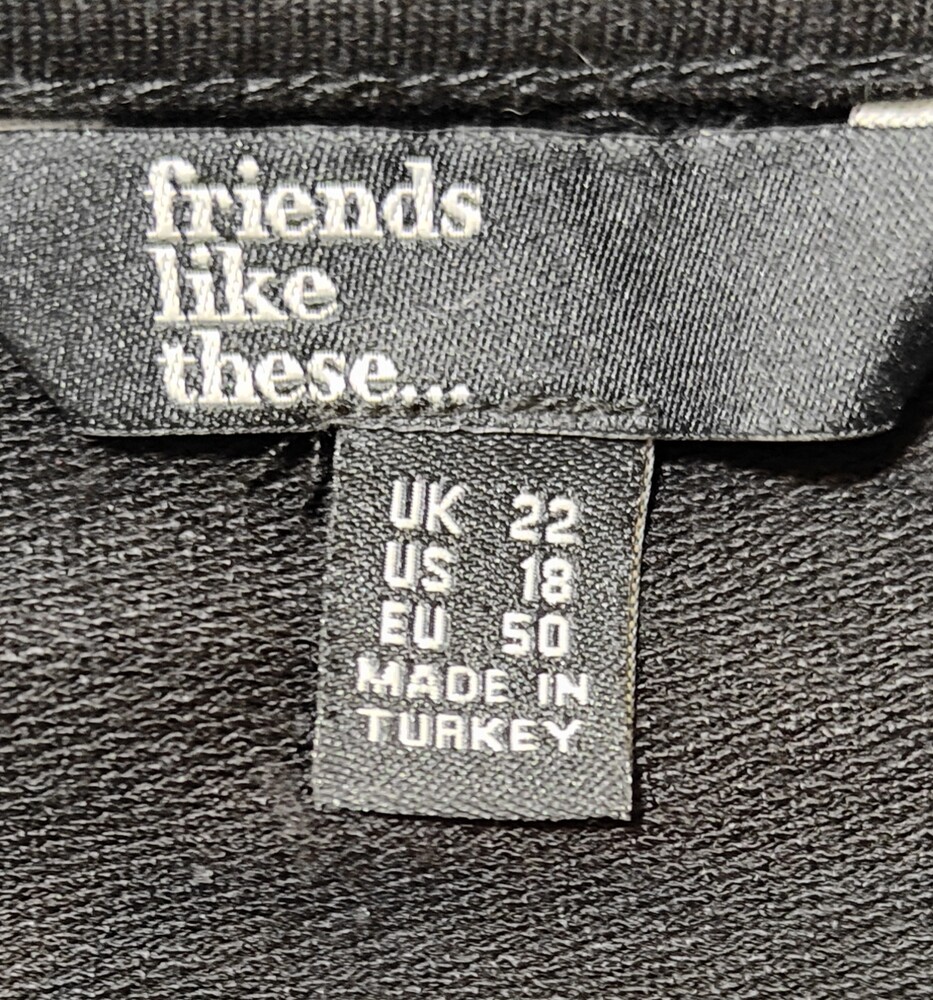 friends
like
these...
UK 22
US 18
EU 50
MADE IN
TURKEY